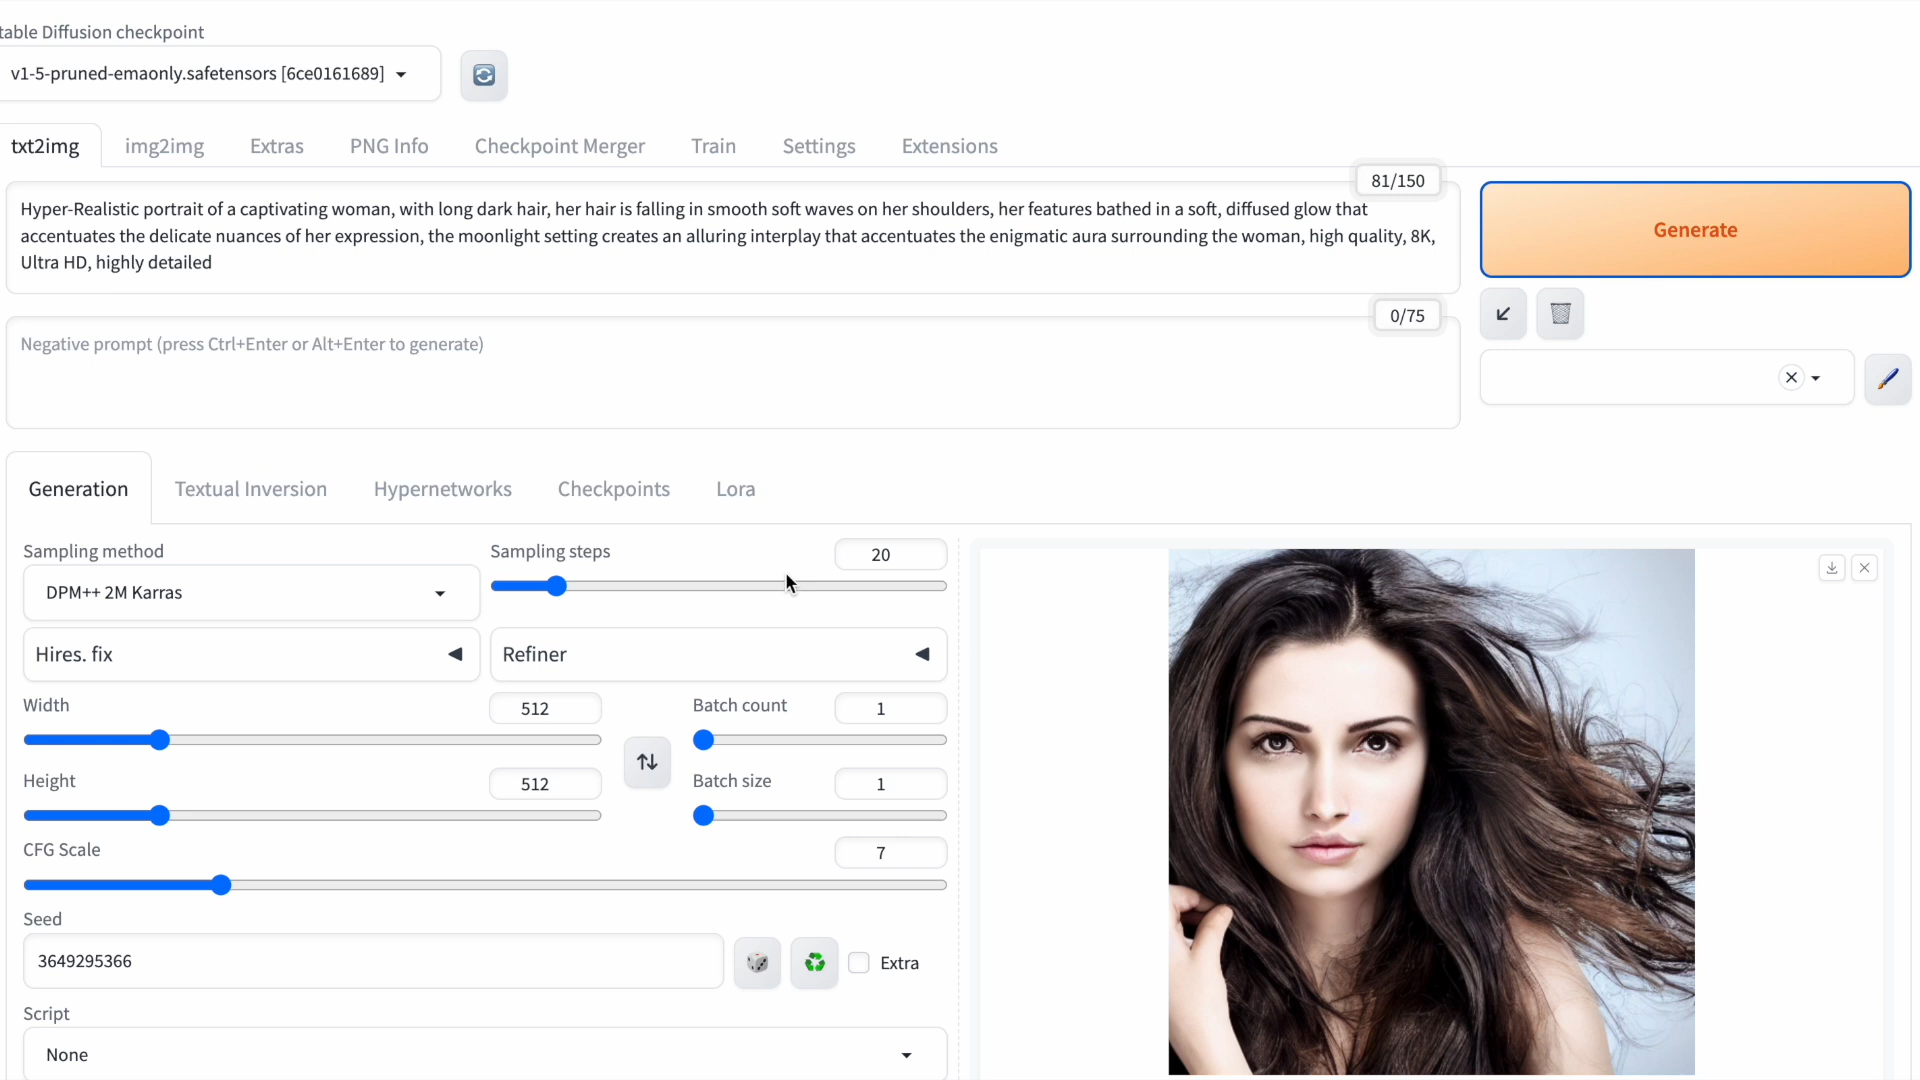 table Diffusion checkpoint
v1-5-pruned-emaonly.safetensors [6ce0161689]
txt2img
img2img
Extras
PNG Info
Checkpoint Merger
Train
Settings
Extensions
81/150
Hyper-Realistic portrait of a captivating woman, with long dark hair, her hair is falling in smooth soft waves on her shoulders, her features bathed in a soft, diffused glow that
accentuates the delicate nuances of her expression, the moonlight setting creates an alluring interplay that accentuates the enigmatic aura surrounding the woman, high quality, 8K,
Ultra HD, highly detailed
Generate
0/75
Negative prompt (press Ctrl+Enter or Alt+Enter to generate)
Generation
Textual Inversion
Hypernetworks
Checkpoints
Lora
Sampling method
Sampling steps
20
DPM++ 2M Karras
Hires. fix
Refiner
Width
512
Batch count
1
Height
512
Batch size
1
CFG Scale
7
Seed
3649295366
Extra
Script
None